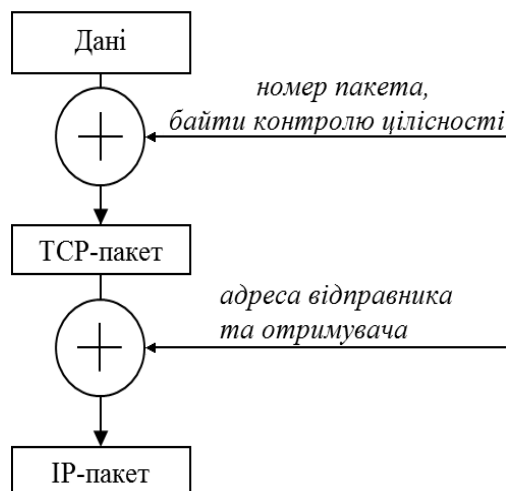 Дані
номер пакета,
байти контролю цілісності
TCP-пакет
адреса відправника
та отримувача
IP-пакет